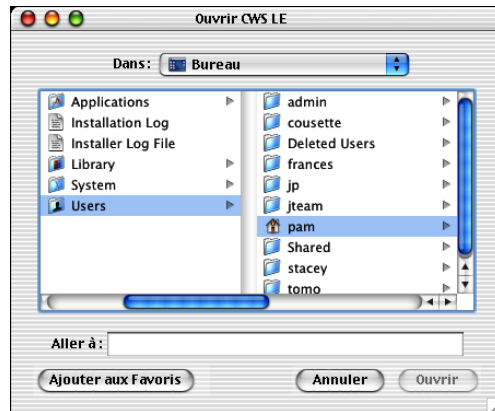 Ouvrir CWS LE
Dans: Bureau
Applications
Installation Log
Installer Log File
Library
System
Users
admin
cousette
Deleted Users
frances
jp
jteam
pam
Shared
stacey
tomo
Aller à:
Ajouter aux Favoris
Annuler
Ouvrir